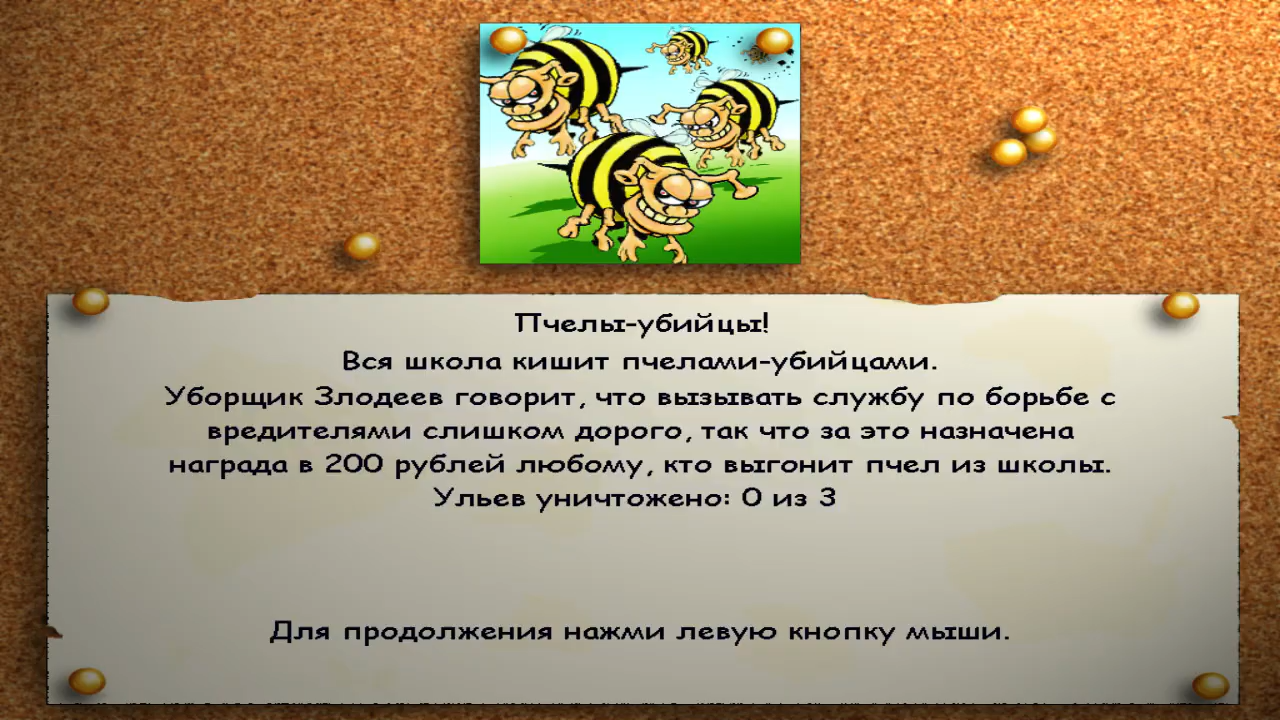 Пчелы-убийцы!
Вся школа кишит пчелами-убийцами.
Уборщик Злодеев говорит, что вызывать службу по борьбе с
вредителями слишком дорого, так что за это назначена
награда в 200 рублей любому, кто выгонит пчел из школы.
Ульев уничтожено: 0 из 3
Для продолжения нажми левую кнопку мыши.